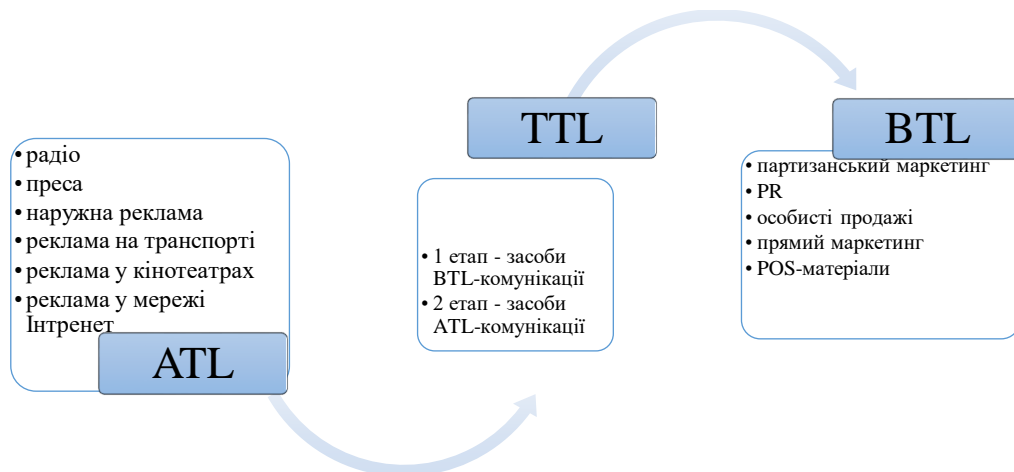 • радіо
• преса
• наружна реклама
• реклама на транспорті
• реклама у кінотеатрах
• реклама у мережі
Інтренет
ATL
TTL
• 1 етап - засоби
BTL-комунікації
• 2 етап - засоби
ATL-комунікації
BTL
• партизанський маркетинг
• PR
• особисті продажі
• прямий маркетинг
• POS-матеріали